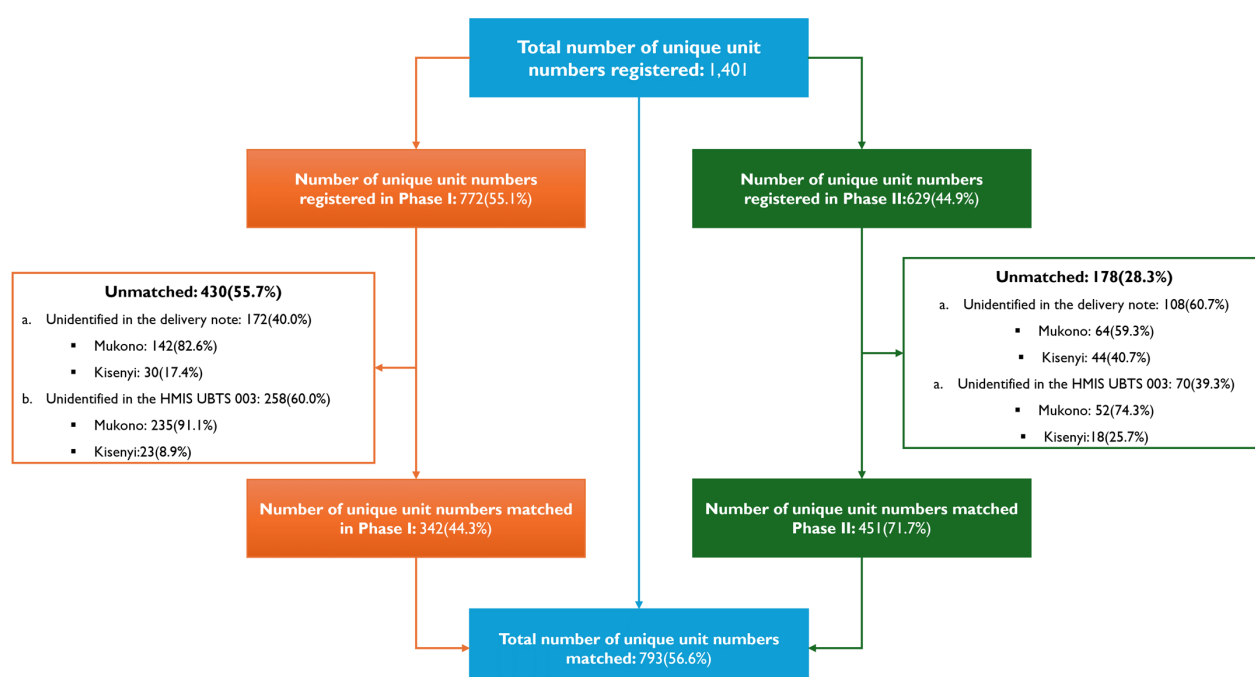 Total number of unique unit
numbers registered: 1,401
Number of unique unit numbers
registered in Phase I: 772(55.1%)
Number of unique unit numbers
registered in Phase II:629(44.9%)
Unmatched: 430(55.7%)
a. Unidentified in the delivery note: 172(40.0%)
▪ Mukono: 142(82.6%)
▪ Kisenyi: 30(17.4%)
b. Unidentified in the HMIS UBTS 003: 258(60.0%)
▪ Mukono: 235(91.1%)
▪ Kisenyi:23(8.9%)
Unmatched: 178(28.3%)
a. Unidentified in the delivery note: 108(60.7%)
▪ Mukono: 64(59.3%)
▪ Kisenyi: 44(40.7%)
a. Unidentified in the HMIS UBTS 003: 70(39.3%)
▪ Mukono: 52(74.3%)
▪ Kisenyi:18(25.7%)
Number of unique unit numbers matched
in Phase I: 342(44.3%)
Number of unique unit numbers matched
Phase II: 451(71.7%)
Total number of unique unit numbers
matched: 793(56.6%)